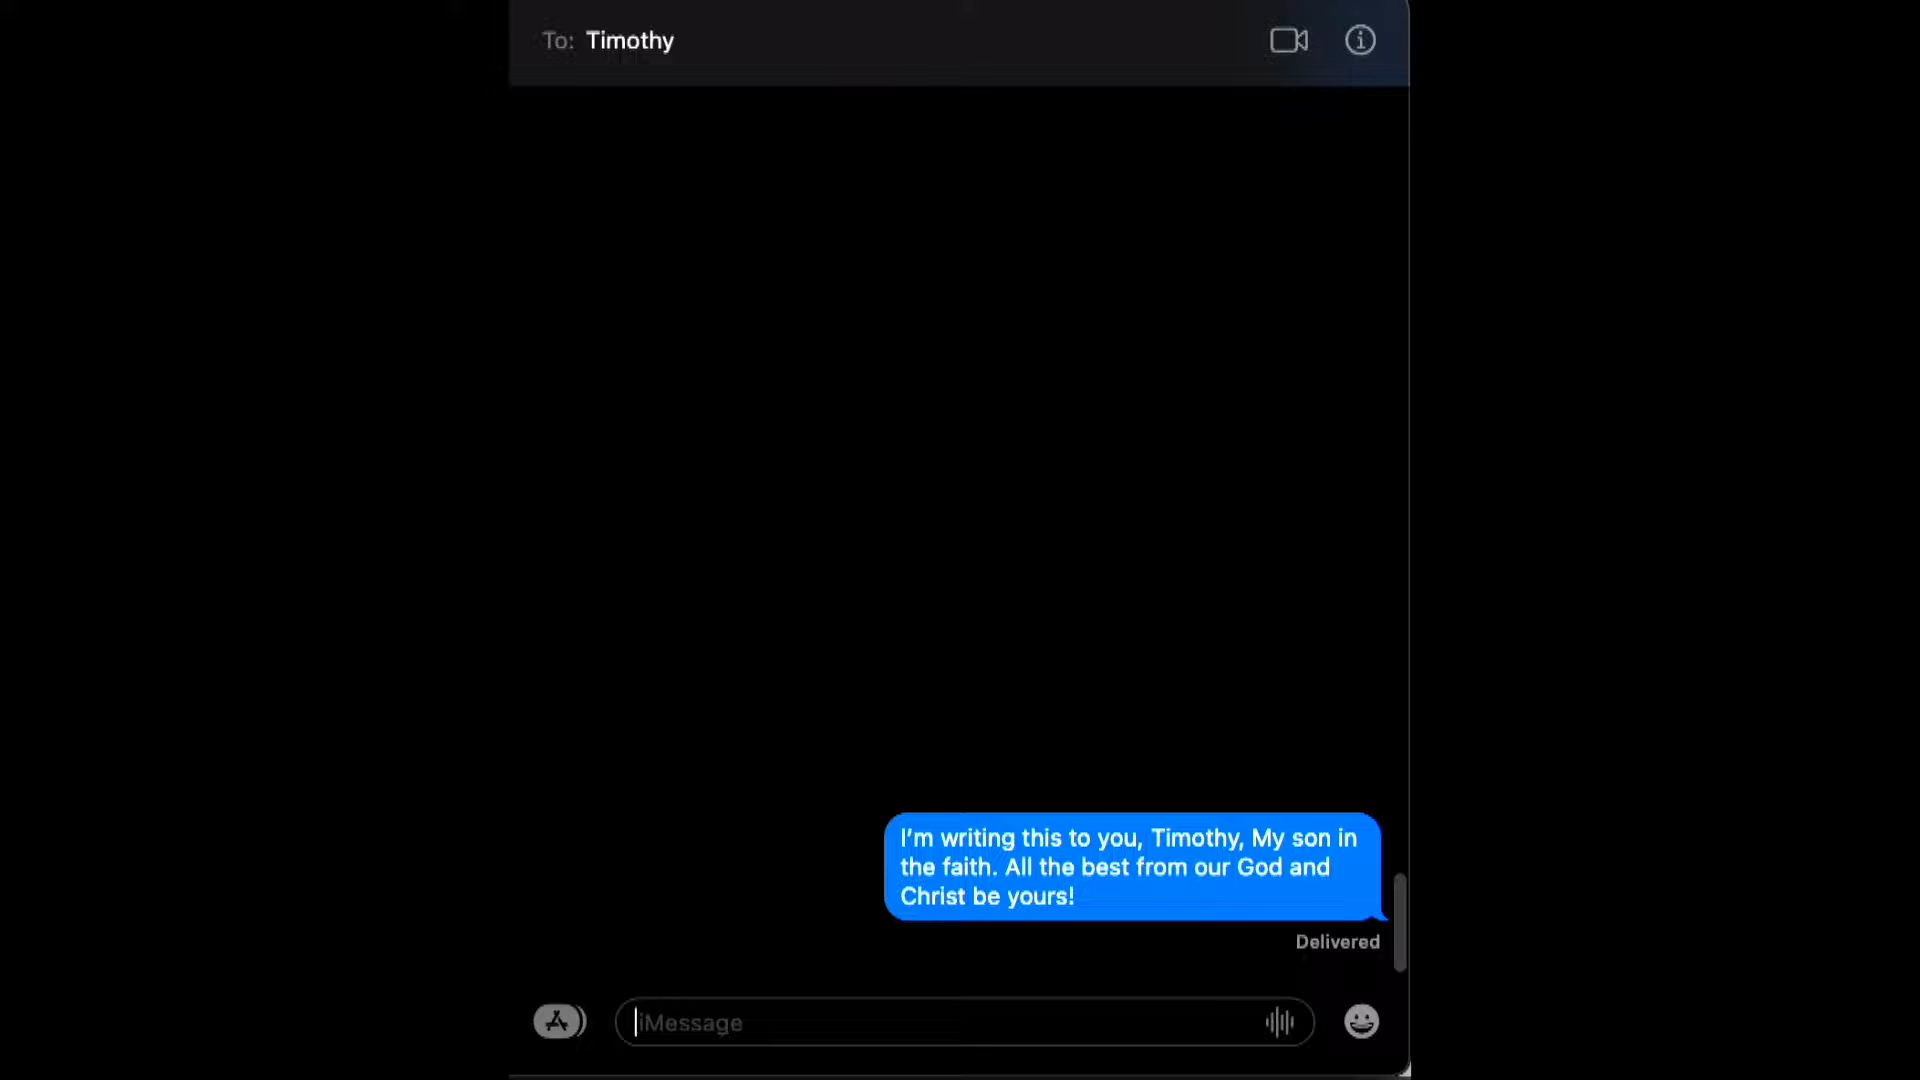 To: Timothy
I'm writing this to you, Timothy, My son in
the faith. All the best from our God and
Christ be yours!
Delivered
iMessage